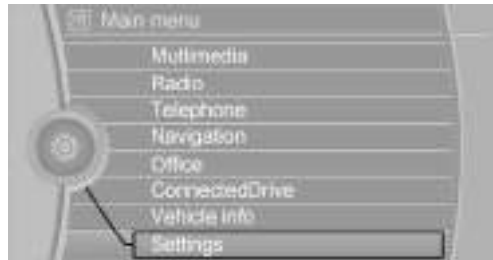 Main menu
Multimedia
Radio
Telephone
Navigation
Office
ConnectedDrive
Vehicle info
Settings